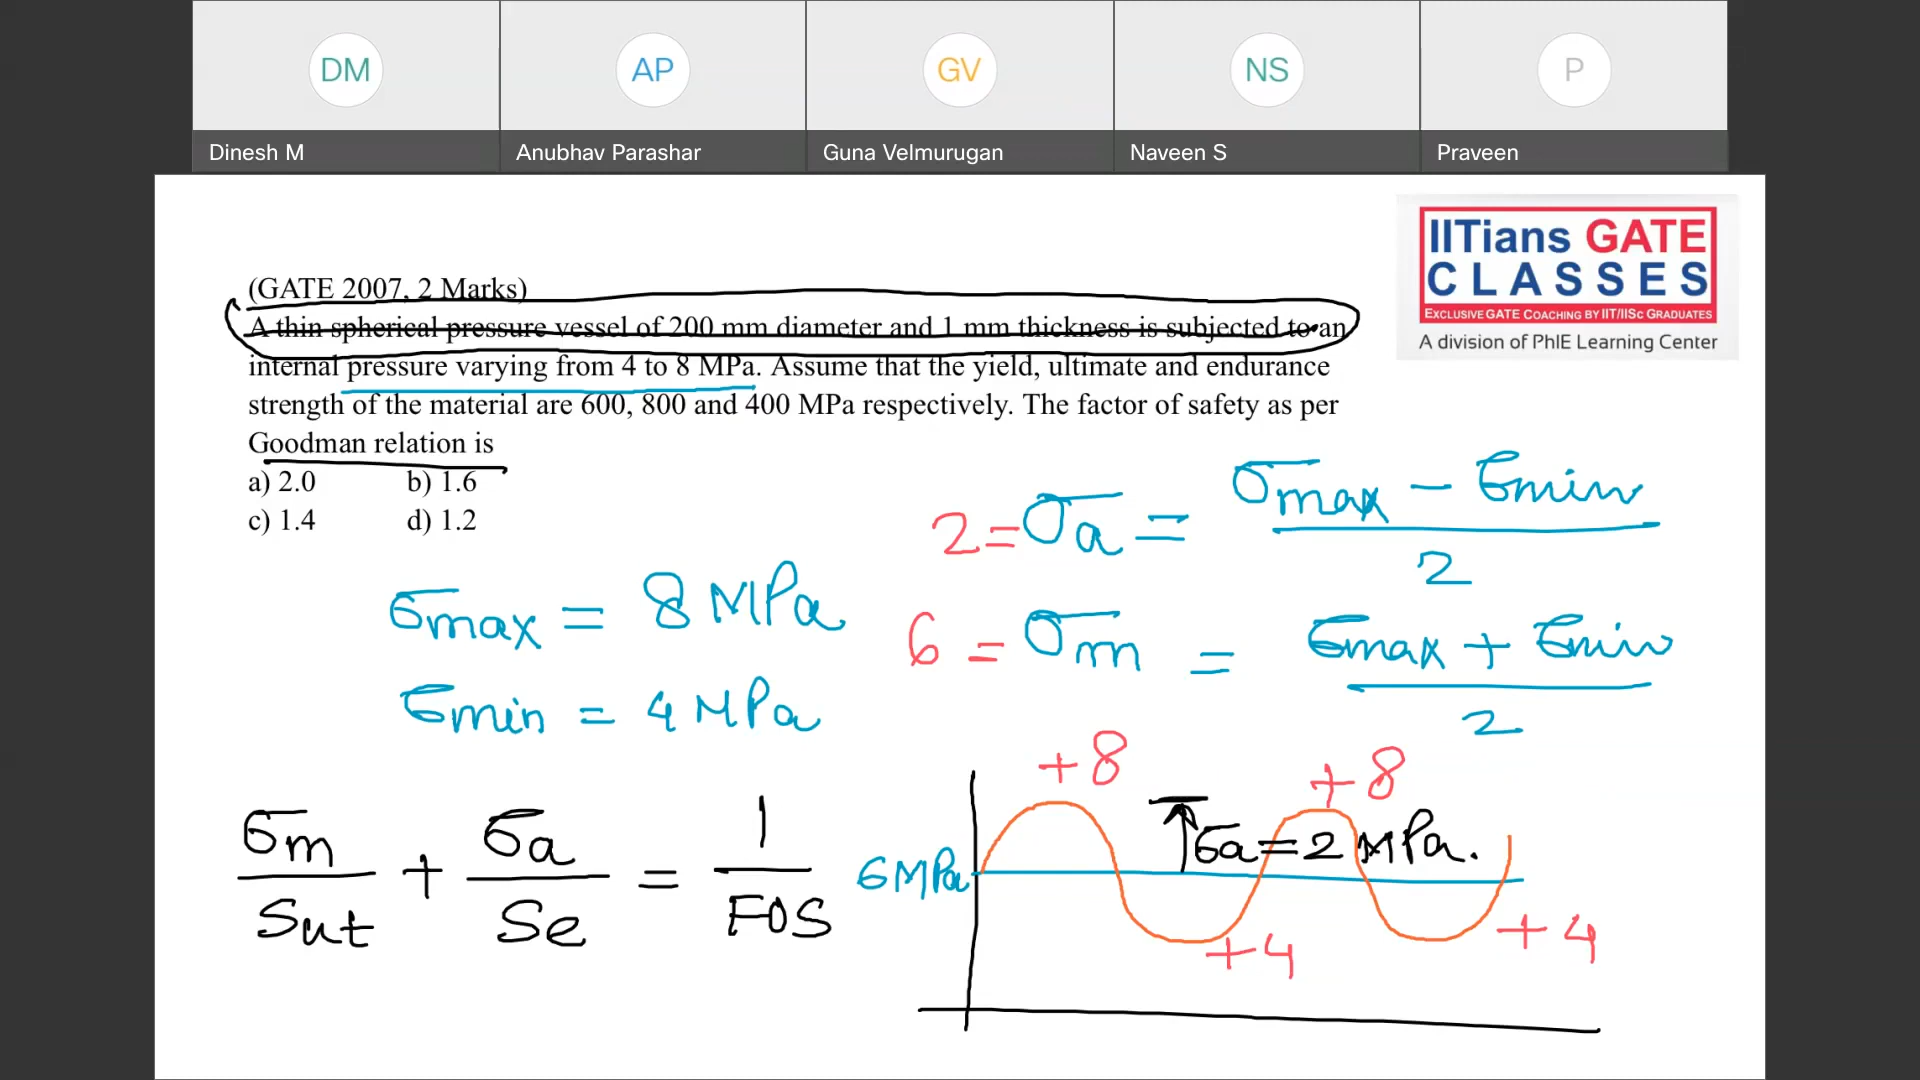 DM AP GV NS P
Dinesh M Anubhav Parashar Guna Velmurugan Naveen S Praveen
IITians GATE
CLASSES
EXCLUSIVE GATE COACHING BY IIT/IISc GRADUATES
A division of PhIE Learning Center
(GATE 2007, 2 Marks)
A thin spherical pressure vessel of 200 mm diameter and 1 mm thickness is subjected to an
internal pressure varying from 4 to 8 MPa. Assume that the yield, ultimate and endurance
strength of the material are 600, 800 and 400 MPa respectively. The factor of safety as per
Goodman relation is
a) 2.0 b) 1.6
c) 1.4 d) 1.2
2 = σa = (σmax − σmin) / 2
σmax = 8 MPa
6 = σm = (σmax + σmin) / 2
σmin = 4 MPa
+8 +8
σm/Sut + σa/Se = 1/FOS
6MPa
σa = 2 MPa.
+4 +4